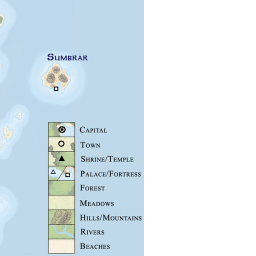 Sumbrar
Capital
Town
Shrine/Temple
Palace/Fortress
Forest
Meadows
Hills/Mountains
Rivers
Beaches